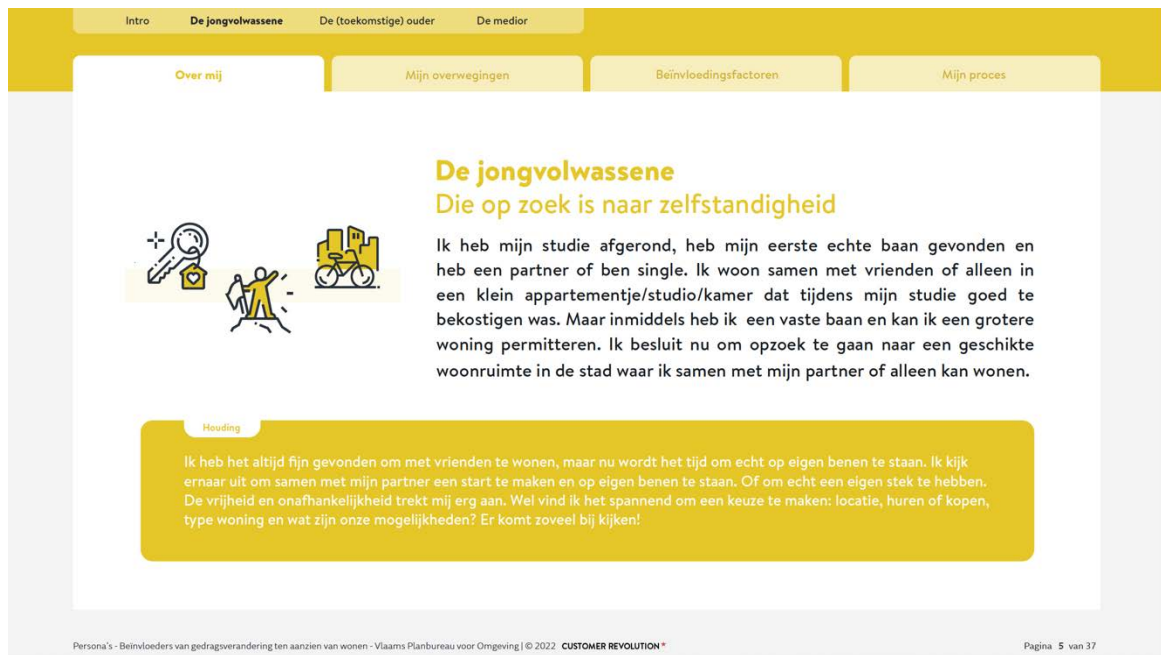 Intro De jongvolwassene De (toekomstige) ouder De medior
Over mij Mijn overwegingen Beïnvloedingsfactoren Mijn proces
De jongvolwassene
Die op zoek is naar zelfstandigheid
Ik heb mijn studie afgerond, heb mijn eerste echte baan gevonden en
heb een partner of ben single. Ik woon samen met vrienden of alleen in
een klein appartementje/studio/kamer dat tijdens mijn studie goed te
bekostigen was. Maar inmiddels heb ik een vaste baan en kan ik een grotere
woning permitteren. Ik besluit nu om opzoek te gaan naar een geschikte
woonruimte in de stad waar ik samen met mijn partner of alleen kan wonen.
Houding
Ik heb het altijd fijn gevonden om met vrienden te wonen, maar nu wordt het tijd om echt op eigen benen te staan. Ik kijk
ernaar uit om samen met mijn partner een start te maken en op eigen benen te staan. Of om echt een eigen stek te hebben.
De vrijheid en onafhankelijkheid trekt mij erg aan. Wel vind ik het spannend om een keuze te maken: locatie, huren of kopen,
type woning en wat zijn onze mogelijkheden? Er komt zoveel bij kijken!
Persona's - Beïnvloeders van gedragsverandering ten aanzien van wonen - Vlaams Planbureau voor Omgeving | © 2022 CUSTOMER REVOLUTION* Pagina 5 van 37